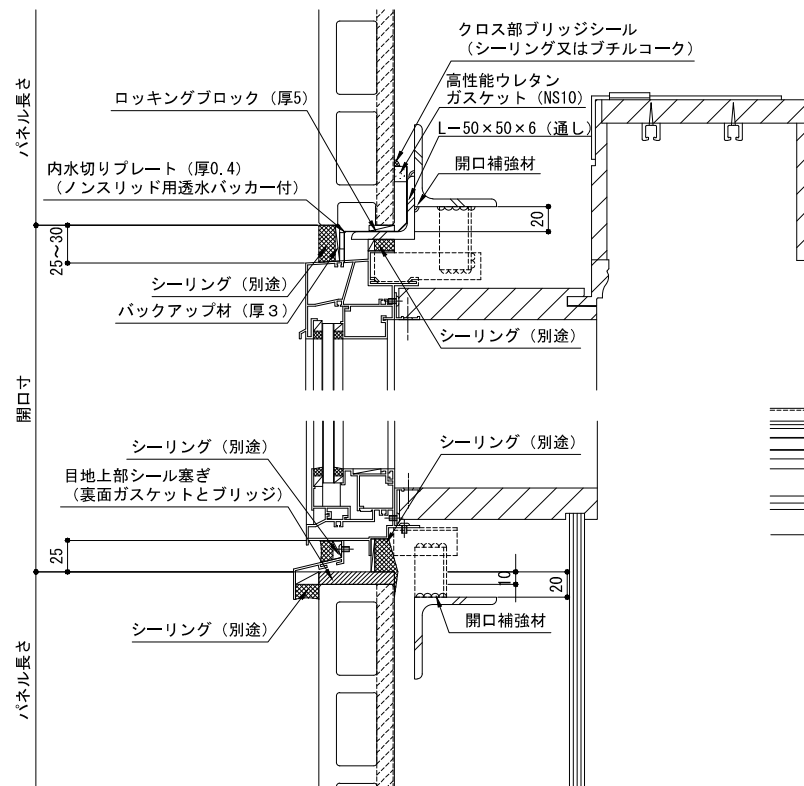 クロス部ブリッジシール
（シーリング又はブチルコーク）
高性能ウレタン
ガスケット（NS10）
ロッキングブロック（厚5）
L－50×50×6（通し）
開口補強材
内水切りプレート（厚0.4）
（ノンスリッド用透水バッカー付）
パネル長さ
20
25～30
シーリング（別途）
バックアップ材（厚３）
シーリング（別途）
開口寸
シーリング（別途）
シーリング（別途）
目地上部シール塞ぎ
（裏面ガスケットとブリッジ）
25
10
20
シーリング（別途）
開口補強材
パネル長さ